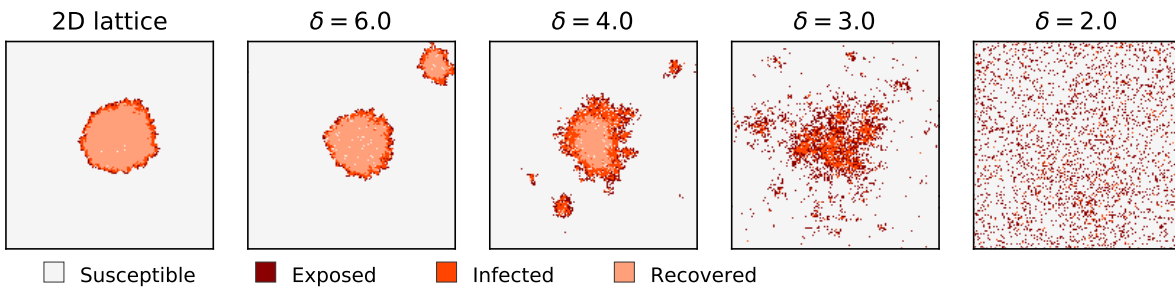 2D lattice
δ = 6.0
δ = 4.0
δ = 3.0
δ = 2.0
Susceptible
Exposed
Infected
Recovered